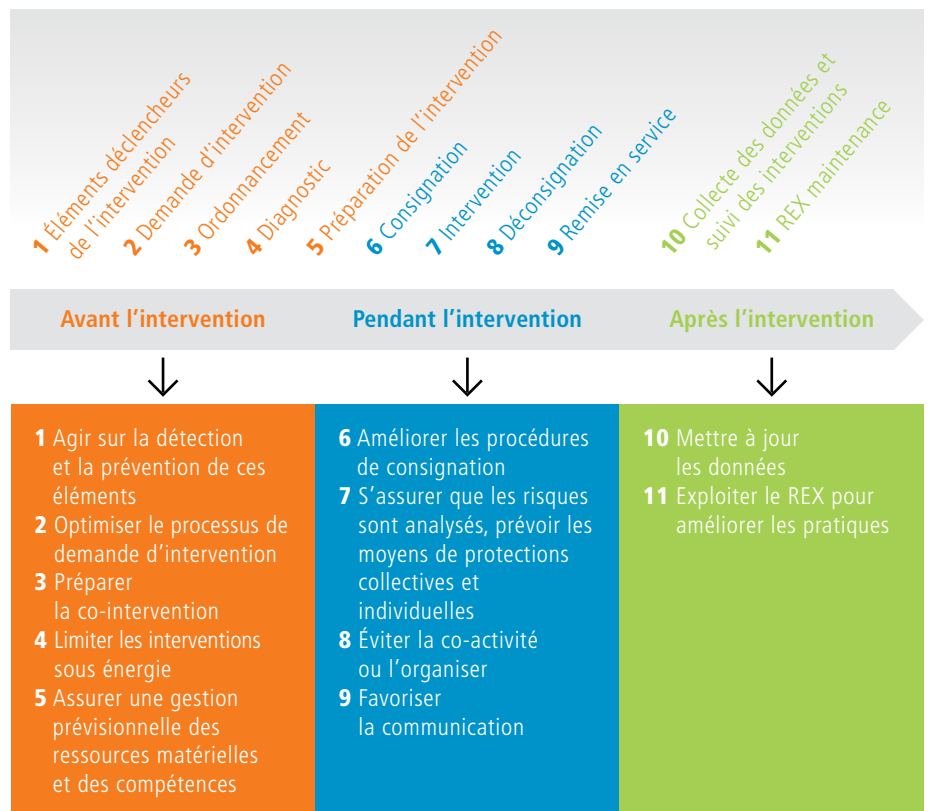 1 Éléments déclencheurs
de l'intervention
2 Demande d'intervention
3 Ordonnancement
4 Diagnostic
5 Préparation de l'intervention
6 Consignation
7 Intervention
8 Déconsignation
9 Remise en service
10 Collecte des données et
suivi des interventions
11 REX maintenance
Avant l'intervention
Pendant l'intervention
Après l'intervention
1 Agir sur la détection
et la prévention de ces
éléments
2 Optimiser le processus de
demande d'intervention
3 Préparer
la co-intervention
4 Limiter les interventions
sous énergie
5 Assurer une gestion
prévisionnelle des
ressources matérielles
et des compétences
6 Améliorer les procédures
de consignation
7 S'assurer que les risques
sont analysés, prévoir les
moyens de protections
collectives et
individuelles
8 Éviter la co-activité
ou l'organiser
9 Favoriser
la communication
10 Mettre à jour
les données
11 Exploiter le REX pour
améliorer les pratiques